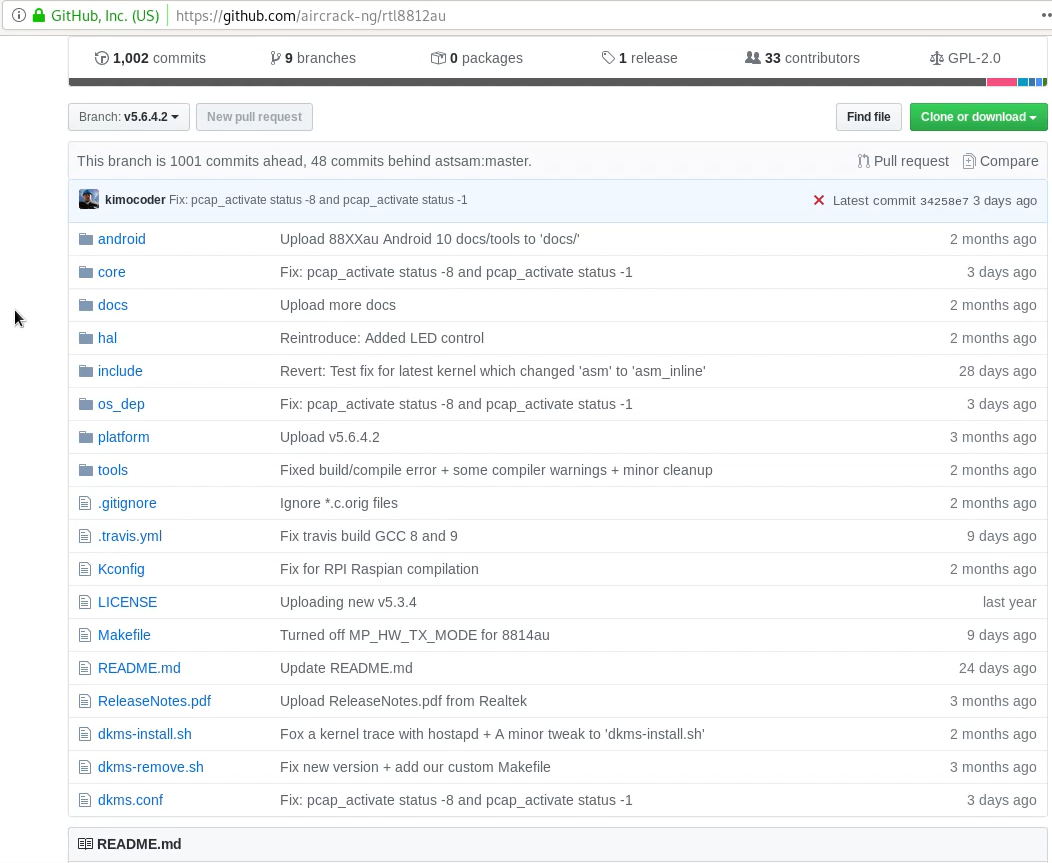 GitHub, Inc. (US) https://github.com/aircrack-ng/rtl8812au
1,002 commits 9 branches 0 packages 1 release 33 contributors GPL-2.0
Branch: v5.6.4.2 New pull request Find file Clone or download
This branch is 1001 commits ahead, 48 commits behind astsam:master. Pull request Compare
kimocoder Fix: pcap_activate status -8 and pcap_activate status -1 Latest commit 34258e7 3 days ago
android Upload 88XXau Android 10 docs/tools to 'docs/' 2 months ago
core Fix: pcap_activate status -8 and pcap_activate status -1 3 days ago
docs Upload more docs 2 months ago
hal Reintroduce: Added LED control 2 months ago
include Revert: Test fix for latest kernel which changed 'asm' to 'asm_inline' 28 days ago
os_dep Fix: pcap_activate status -8 and pcap_activate status -1 3 days ago
platform Upload v5.6.4.2 3 months ago
tools Fixed build/compile error + some compiler warnings + minor cleanup 2 months ago
.gitignore Ignore *.c.orig files 2 months ago
.travis.yml Fix travis build GCC 8 and 9 9 days ago
Kconfig Fix for RPI Raspian compilation 2 months ago
LICENSE Uploading new v5.3.4 last year
Makefile Turned off MP_HW_TX_MODE for 8814au 9 days ago
README.md Update README.md 24 days ago
ReleaseNotes.pdf Upload ReleaseNotes.pdf from Realtek 3 months ago
dkms-install.sh Fox a kernel trace with hostapd + A minor tweak to 'dkms-install.sh' 2 months ago
dkms-remove.sh Fix new version + add our custom Makefile 3 months ago
dkms.conf Fix: pcap_activate status -8 and pcap_activate status -1 3 days ago
README.md